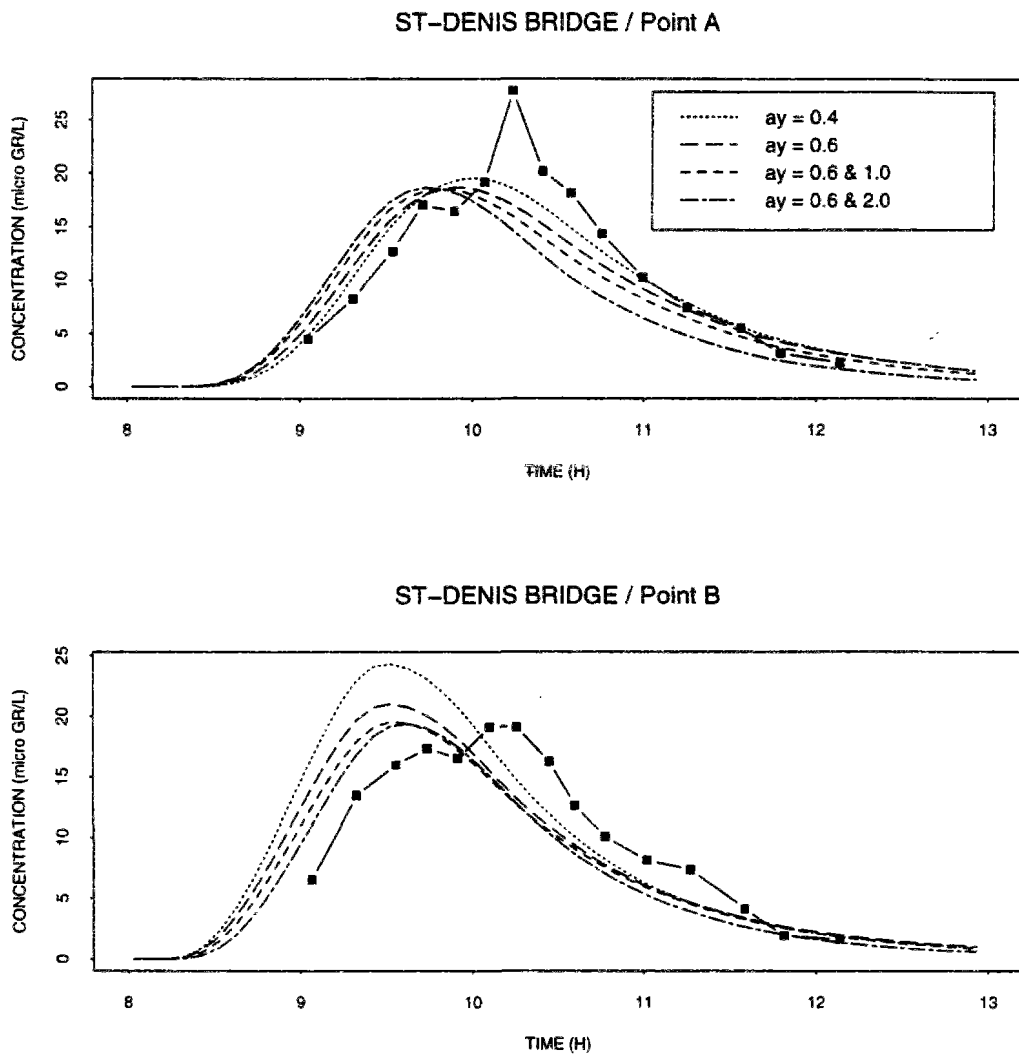 ST–DENIS BRIDGE / Point A
CONCENTRATION (micro GR/L)
25
20
15
10
5
0
ay = 0.4
ay = 0.6
ay = 0.6 & 1.0
ay = 0.6 & 2.0
8
9
10
11
12
13
TIME (H)
ST–DENIS BRIDGE / Point B
CONCENTRATION (micro GR/L)
25
20
15
10
5
0
8
9
10
11
12
13
TIME (H)